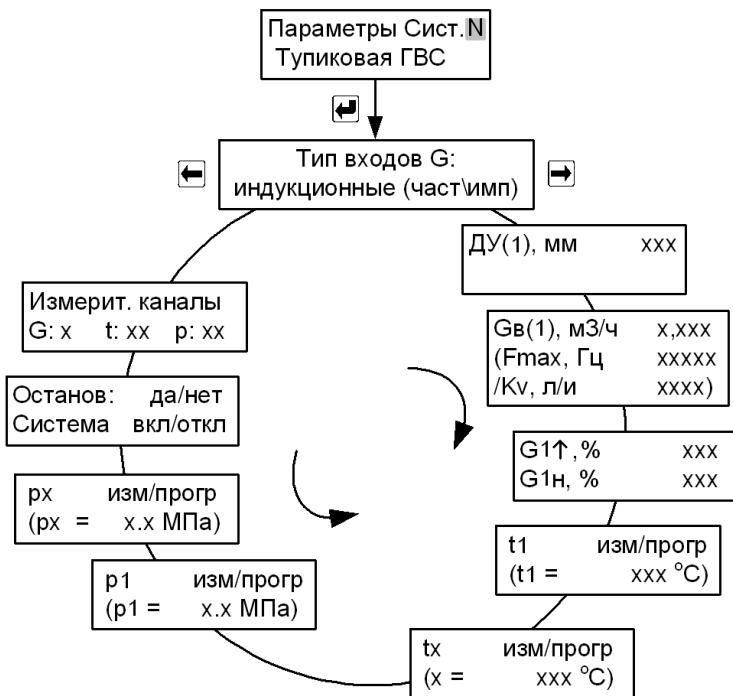 Параметры Сист.N
Тупиковая ГВС
Тип входов G:
индукционные (част\имп)
ДУ(1), мм xxx
Gв(1), м3/ч x,xxx
(Fmax, Гц xxxxx
/Kv, л/и xxxx)
G1↑,% xxx
G1н, % xxx
t1 изм/прогр
(t1 = xxx °C)
tx изм/прогр
(x = xxx °C)
p1 изм/прогр
(p1 = x.x МПа)
px изм/прогр
(px = x.x МПа)
Останов: да/нет
Система вкл/откл
Измерит. каналы
G: x t: xx p: xx